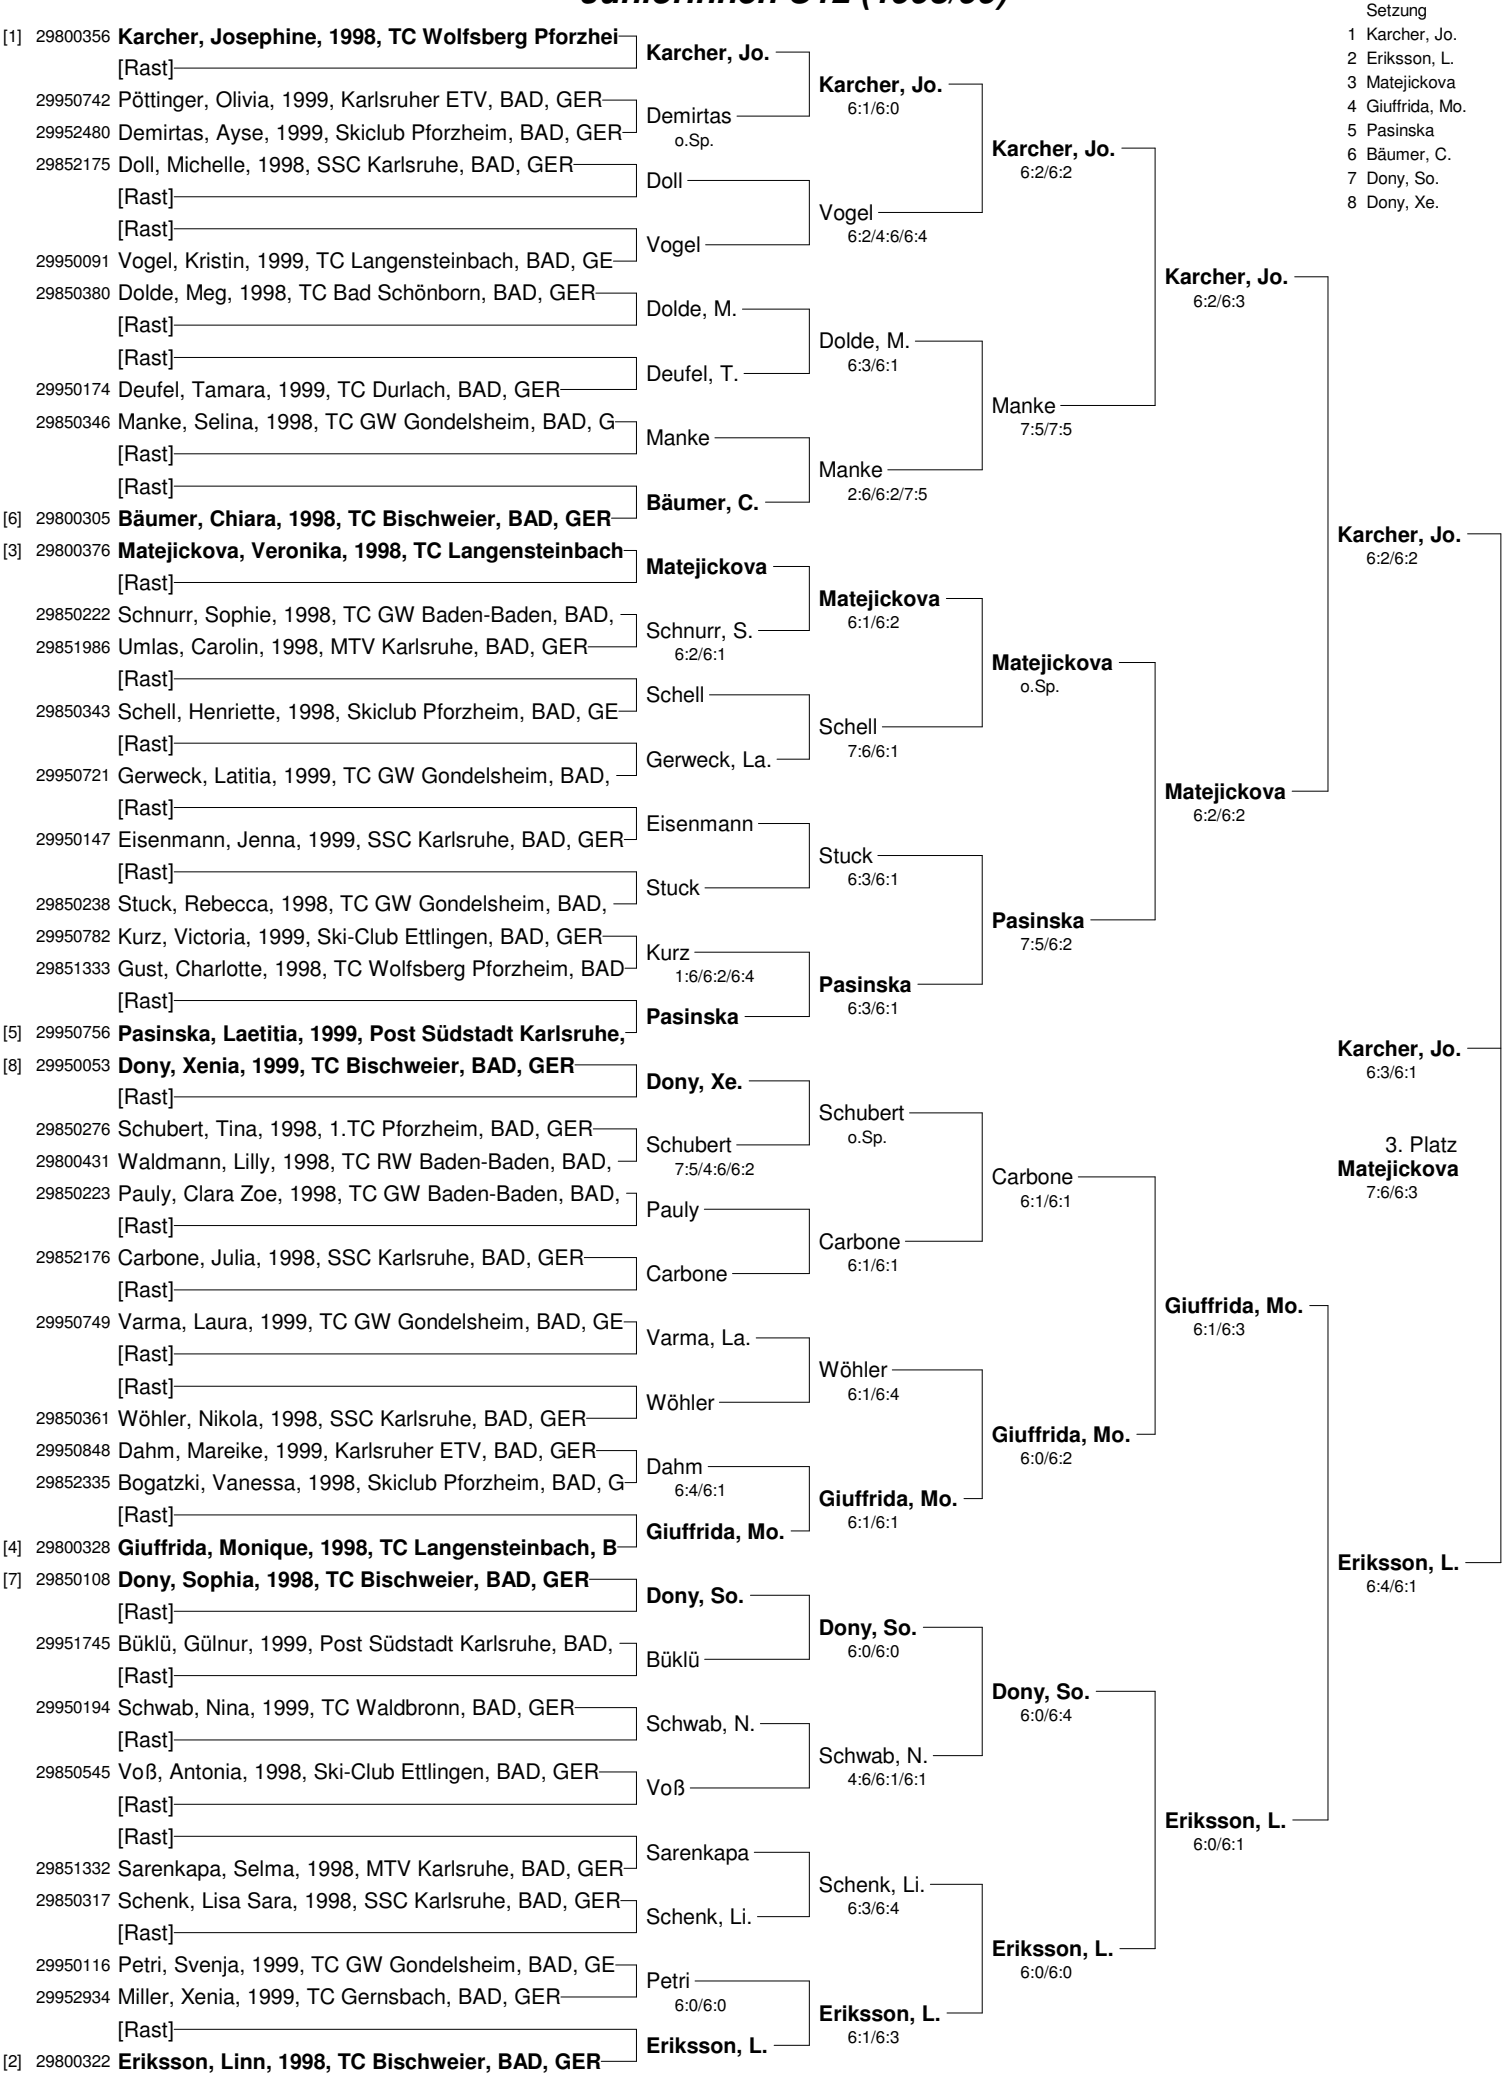 Juniorinnen U12 (1998/99)
Setzung
1 Karcher, Jo.
2 Eriksson, L.
3 Matejickova
4 Giuffrida, Mo.
5 Pasinska
6 Bäumer, C.
7 Dony, So.
8 Dony, Xe.
[1] 29800356 Karcher, Josephine, 1998, TC Wolfsberg Pforzhei
[Rast]
29950742 Pöttinger, Olivia, 1999, Karlsruher ETV, BAD, GER
29952480 Demirtas, Ayse, 1999, Skiclub Pforzheim, BAD, GER
29852175 Doll, Michelle, 1998, SSC Karlsruhe, BAD, GER
[Rast]
[Rast]
29950091 Vogel, Kristin, 1999, TC Langensteinbach, BAD, GE
29850380 Dolde, Meg, 1998, TC Bad Schönborn, BAD, GER
[Rast]
[Rast]
29950174 Deufel, Tamara, 1999, TC Durlach, BAD, GER
29850346 Manke, Selina, 1998, TC GW Gondelsheim, BAD, G
[Rast]
[Rast]
[6] 29800305 Bäumer, Chiara, 1998, TC Bischweier, BAD, GER
[3] 29800376 Matejickova, Veronika, 1998, TC Langensteinbach
[Rast]
29850222 Schnurr, Sophie, 1998, TC GW Baden-Baden, BAD,
29851986 Umlas, Carolin, 1998, MTV Karlsruhe, BAD, GER
[Rast]
29850343 Schell, Henriette, 1998, Skiclub Pforzheim, BAD, GE
[Rast]
29950721 Gerweck, Latitia, 1999, TC GW Gondelsheim, BAD,
[Rast]
29950147 Eisenmann, Jenna, 1999, SSC Karlsruhe, BAD, GER
[Rast]
29850238 Stuck, Rebecca, 1998, TC GW Gondelsheim, BAD,
29950782 Kurz, Victoria, 1999, Ski-Club Ettlingen, BAD, GER
29851333 Gust, Charlotte, 1998, TC Wolfsberg Pforzheim, BAD
[Rast]
[5] 29950756 Pasinska, Laetitia, 1999, Post Südstadt Karlsruhe,
[8] 29950053 Dony, Xenia, 1999, TC Bischweier, BAD, GER
[Rast]
29850276 Schubert, Tina, 1998, 1.TC Pforzheim, BAD, GER
29800431 Waldmann, Lilly, 1998, TC RW Baden-Baden, BAD,
29850223 Pauly, Clara Zoe, 1998, TC GW Baden-Baden, BAD,
[Rast]
29852176 Carbone, Julia, 1998, SSC Karlsruhe, BAD, GER
[Rast]
29950749 Varma, Laura, 1999, TC GW Gondelsheim, BAD, GE
[Rast]
[Rast]
29850361 Wöhler, Nikola, 1998, SSC Karlsruhe, BAD, GER
29950848 Dahm, Mareike, 1999, Karlsruher ETV, BAD, GER
29852335 Bogatzki, Vanessa, 1998, Skiclub Pforzheim, BAD, G
[Rast]
[4] 29800328 Giuffrida, Monique, 1998, TC Langensteinbach, B
[7] 29850108 Dony, Sophia, 1998, TC Bischweier, BAD, GER
[Rast]
29951745 Büklü, Gülnur, 1999, Post Südstadt Karlsruhe, BAD,
[Rast]
29950194 Schwab, Nina, 1999, TC Waldbronn, BAD, GER
[Rast]
29850545 Voß, Antonia, 1998, Ski-Club Ettlingen, BAD, GER
[Rast]
[Rast]
29851332 Sarenkapa, Selma, 1998, MTV Karlsruhe, BAD, GER
29850317 Schenk, Lisa Sara, 1998, SSC Karlsruhe, BAD, GER
[Rast]
29950116 Petri, Svenja, 1999, TC GW Gondelsheim, BAD, GE
29952934 Miller, Xenia, 1999, TC Gernsbach, BAD, GER
[Rast]
[2] 29800322 Eriksson, Linn, 1998, TC Bischweier, BAD, GER
Karcher, Jo.
Demirtas
o.Sp.
Doll
Vogel
Dolde, M.
Deufel, T.
Manke
Bäumer, C.
Matejickova
Schnurr, S.
6:2/6:1
Schell
Gerweck, La.
Eisenmann
Stuck
Kurz
1:6/6:2/6:4
Pasinska
Dony, Xe.
Schubert
7:5/4:6/6:2
Pauly
Carbone
Varma, La.
Wöhler
Dahm
6:4/6:1
Giuffrida, Mo.
Dony, So.
Büklü
Schwab, N.
Voß
Sarenkapa
Schenk, Li.
Petri
6:0/6:0
Eriksson, L.
Karcher, Jo.
6:1/6:0
Vogel
6:2/4:6/6:4
Dolde, M.
6:3/6:1
Manke
2:6/6:2/7:5
Matejickova
6:1/6:2
Schell
7:6/6:1
Stuck
6:3/6:1
Pasinska
6:3/6:1
Schubert
o.Sp.
Carbone
6:1/6:1
Wöhler
6:1/6:4
Giuffrida, Mo.
6:1/6:1
Dony, So.
6:0/6:0
Schwab, N.
4:6/6:1/6:1
Schenk, Li.
6:3/6:4
Eriksson, L.
6:1/6:3
Karcher, Jo.
6:2/6:2
Manke
7:5/7:5
Matejickova
o.Sp.
Pasinska
7:5/6:2
Carbone
6:1/6:1
Giuffrida, Mo.
6:0/6:2
Dony, So.
6:0/6:4
Eriksson, L.
6:0/6:0
Karcher, Jo.
6:2/6:3
Matejickova
6:2/6:2
Giuffrida, Mo.
6:1/6:3
Eriksson, L.
6:0/6:1
Karcher, Jo.
6:2/6:2
Karcher, Jo.
6:3/6:1
3. Platz
Matejickova
7:6/6:3
Eriksson, L.
6:4/6:1